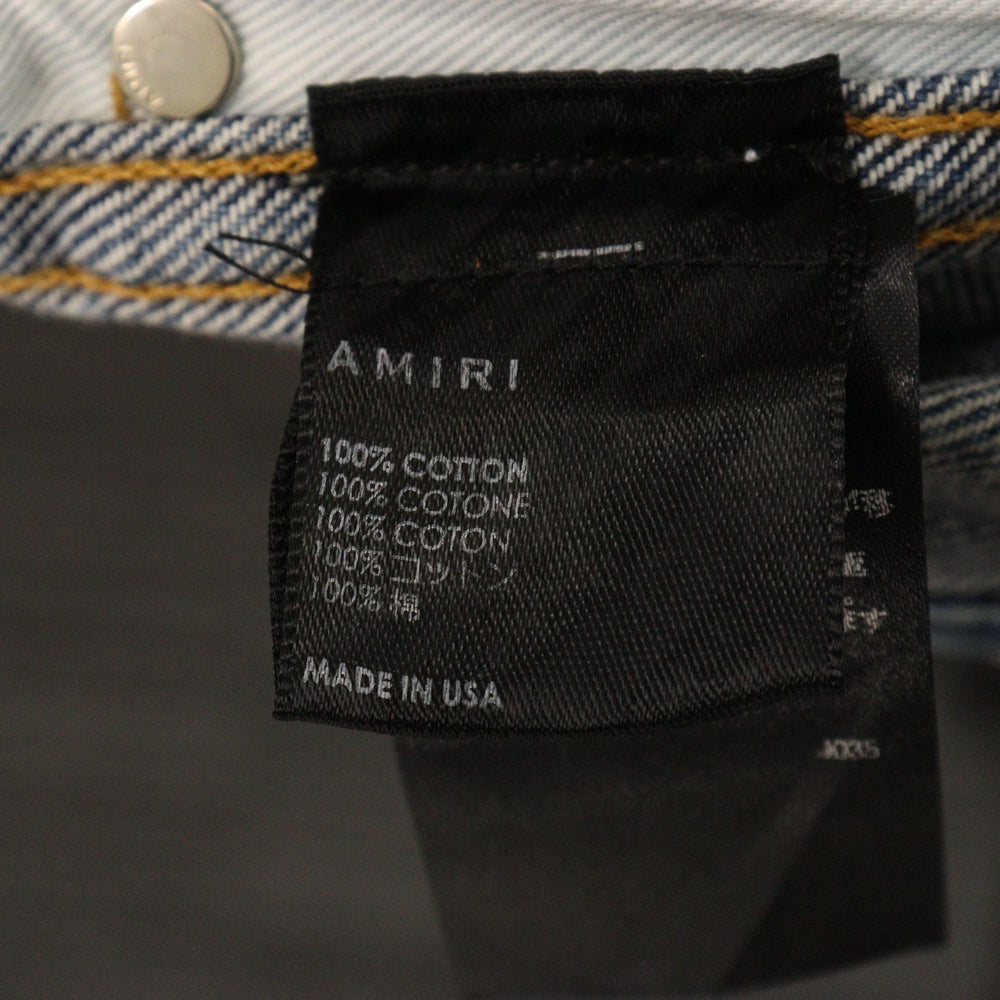 AMIRI
100% COTTON
100% COTONE
100% COTON
100% コットン
100% 棉
MADE IN USA